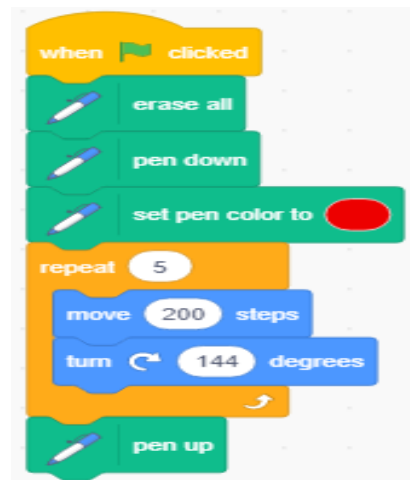 when clicked
erase all
pen down
set pen color to
repeat 5
move 200 steps
turn 144 degrees
pen up